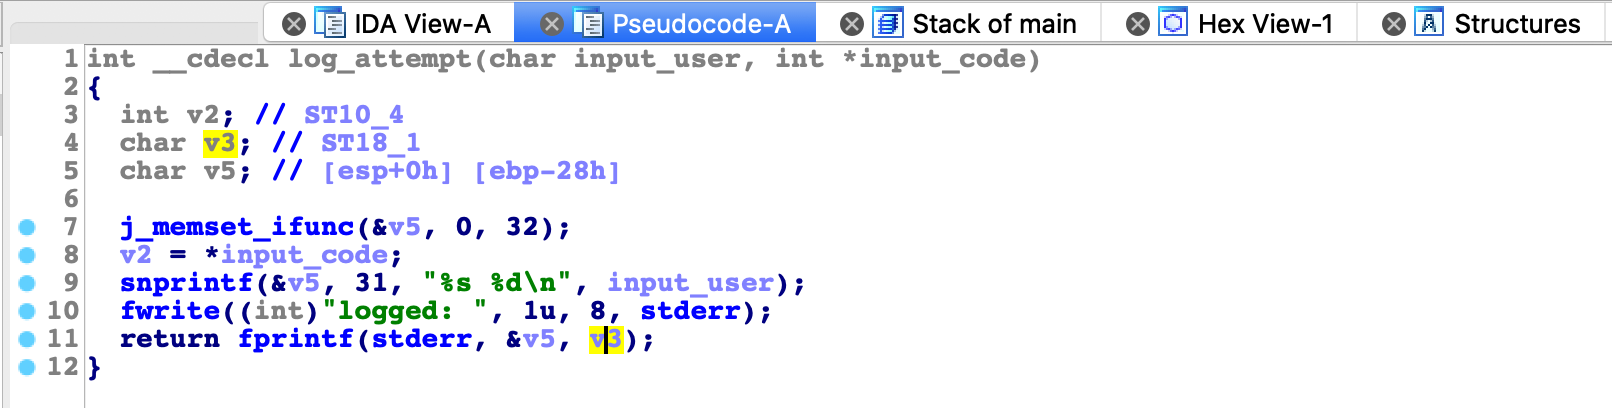 IDA View-A Pseudocode-A Stack of main Hex View-1 Structures
1 int __cdecl log_attempt(char input_user, int *input_code)
2 {
3 int v2; // ST10_4
4 char v3; // ST18_1
5 char v5; // [esp+0h] [ebp-28h]
6
7 j_memset_ifunc(&v5, 0, 32);
8 v2 = *input_code;
9 snprintf(&v5, 31, "%s %d\n", input_user);
10 fwrite((int)"logged: ", 1u, 8, stderr);
11 return fprintf(stderr, &v5, v3);
12 }